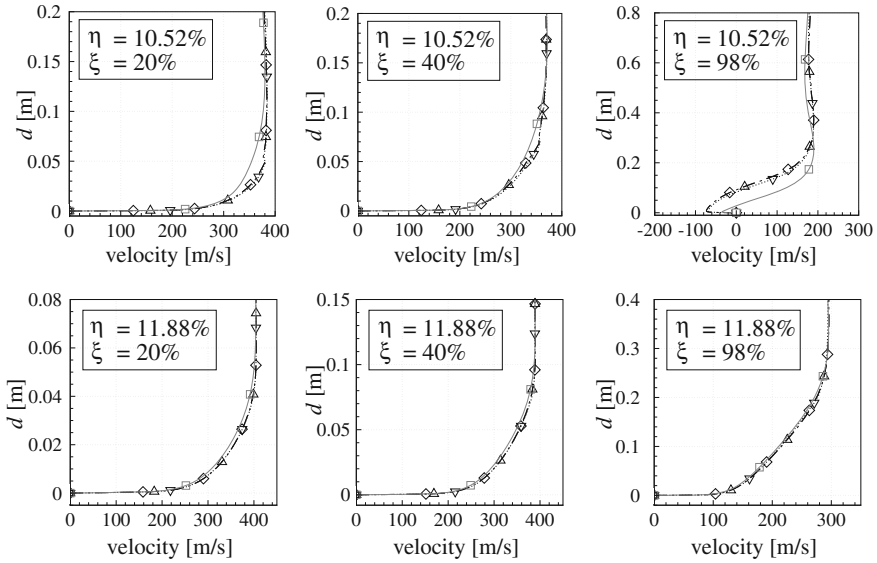 0.2
0.15
0.1
0.05
0
d [m]
η = 10.52%
ξ = 20%
0 100 200 300 400
velocity [m/s]
0.2
0.15
0.1
0.05
0
d [m]
η = 10.52%
ξ = 40%
0 100 200 300 400
velocity [m/s]
0.8
0.6
0.4
0.2
0
d [m]
η = 10.52%
ξ = 98%
-200 -100 0 100 200 300
velocity [m/s]
0.08
0.06
0.04
0.02
0
d [m]
η = 11.88%
ξ = 20%
0 100 200 300 400
velocity [m/s]
0.15
0.1
0.05
0
d [m]
η = 11.88%
ξ = 40%
0 100 200 300 400
velocity [m/s]
0.4
0.3
0.2
0.1
0
d [m]
η = 11.88%
ξ = 98%
0 100 200 300
velocity [m/s]